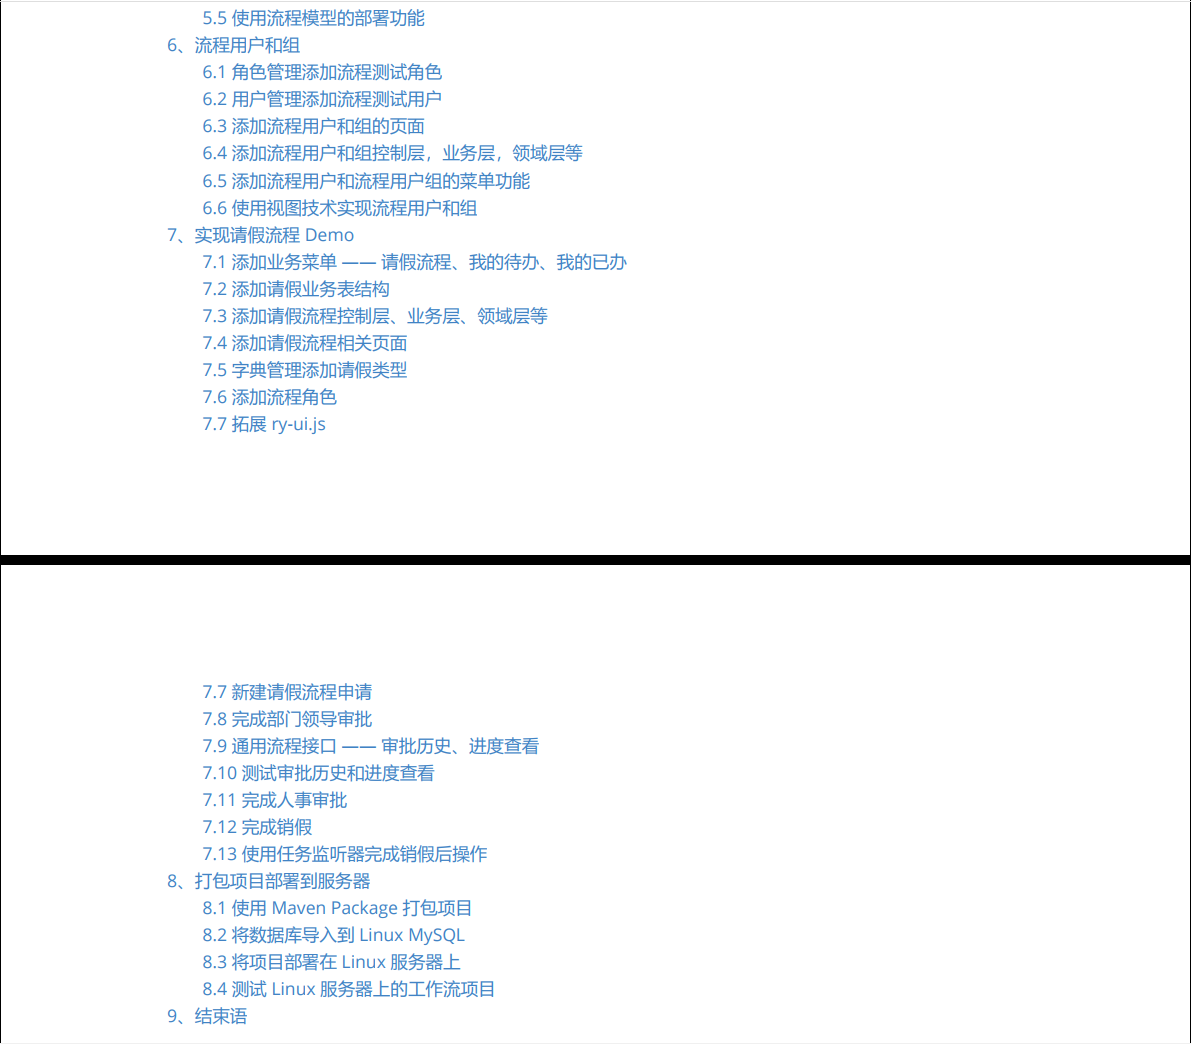 5.5 使用流程模型的部署功能
6、流程用户和组
6.1 角色管理添加流程测试角色
6.2 用户管理添加流程测试用户
6.3 添加流程用户和组的页面
6.4 添加流程用户和组控制层，业务层，领域层等
6.5 添加流程用户和流程用户组的菜单功能
6.6 使用视图技术实现流程用户和组
7、实现请假流程 Demo
7.1 添加业务菜单 —— 请假流程、我的待办、我的已办
7.2 添加请假业务表结构
7.3 添加请假流程控制层、业务层、领域层等
7.4 添加请假流程相关页面
7.5 字典管理添加请假类型
7.6 添加流程角色
7.7 拓展 ry-ui.js
7.7 新建请假流程申请
7.8 完成部门领导审批
7.9 通用流程接口 —— 审批历史、进度查看
7.10 测试审批历史和进度查看
7.11 完成人事审批
7.12 完成销假
7.13 使用任务监听器完成销假后操作
8、打包项目部署到服务器
8.1 使用 Maven Package 打包项目
8.2 将数据库导入到 Linux MySQL
8.3 将项目部署在 Linux 服务器上
8.4 测试 Linux 服务器上的工作流项目
9、结束语